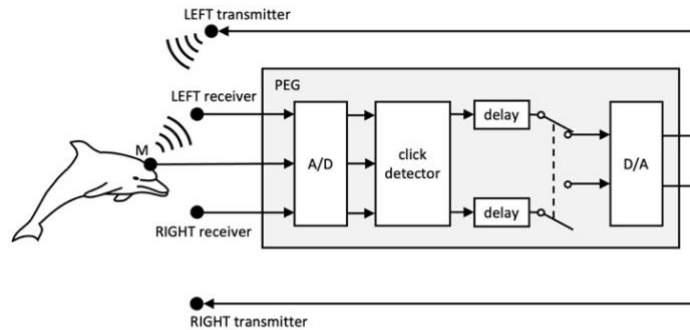 LEFT transmitter
PEG
LEFT receiver
delay
M
A/D
click
detector
D/A
RIGHT receiver
delay
RIGHT transmitter